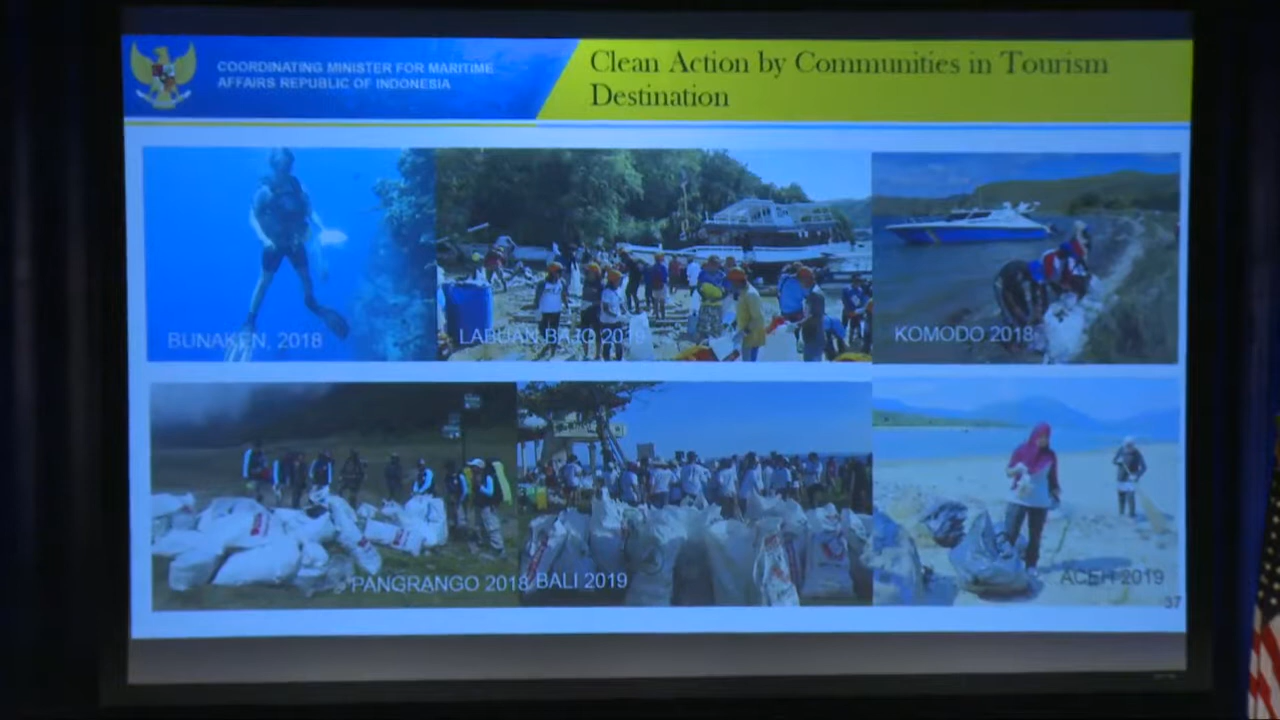 COORDINATING MINISTER FOR MARITIME
AFFAIRS REPUBLIC OF INDONESIA
Clean Action by Communities in Tourism
Destination
BUNAKEN, 2018
LABUAN BAJO 2019
KOMODO 2018
PANGRANGO 2018
BALI 2019
ACEH 2019
37